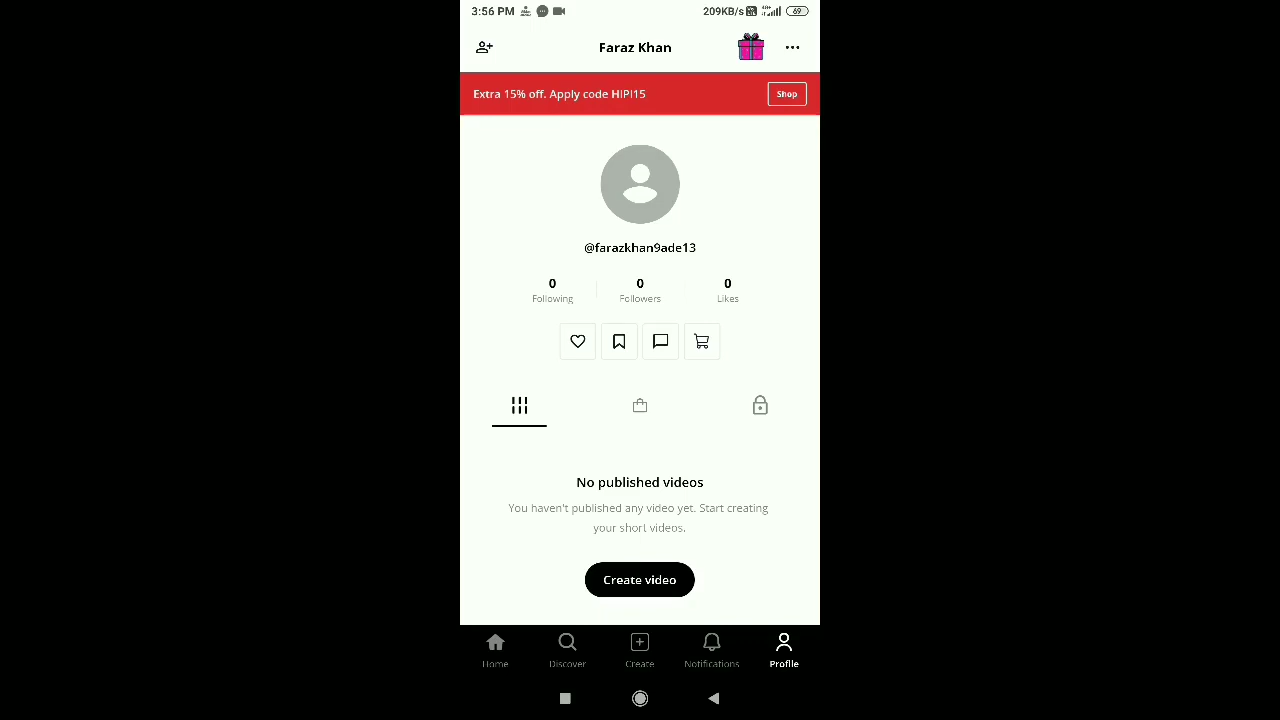 3:56 PM 209KB/s 4G+ 69
Faraz Khan
Extra 15% off. Apply code HIPI15 Shop
@farazkhan9ade13
0 0 0
Following Followers Likes
No published videos
You haven't published any video yet. Start creating
your short videos.
Create video
Home Discover Create Notifications Profile